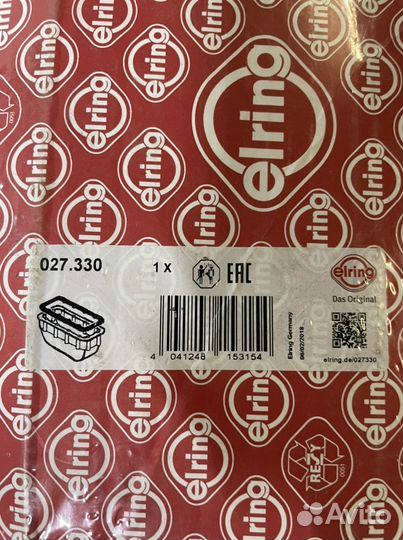 elring
027.330
1 X
EAC
elring
Das Original
4 041248 153154
Elring Germany
06/02/2018
elring.de/027330
RESY
Avito